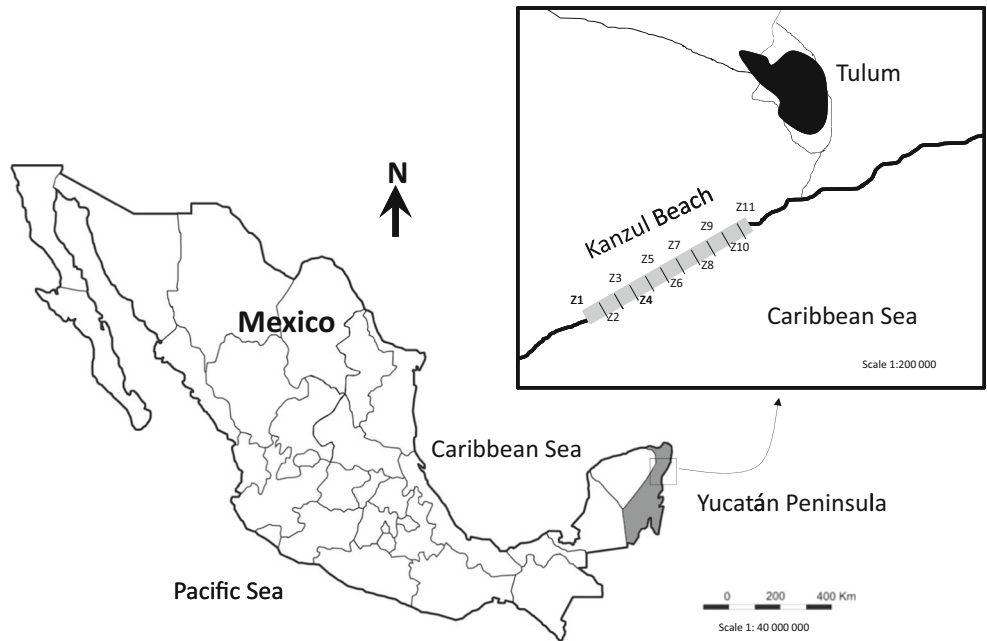 Tulum
Kanzul Beach
Z11
Z9
Z7
Z5
Z3
Z1
Z10
Z8
Z6
Z4
Z2
Caribbean Sea
Scale 1:200 000
N
Mexico
Caribbean Sea
Yucatán Peninsula
Pacific Sea
0 200 400 Km
Scale 1: 40 000 000